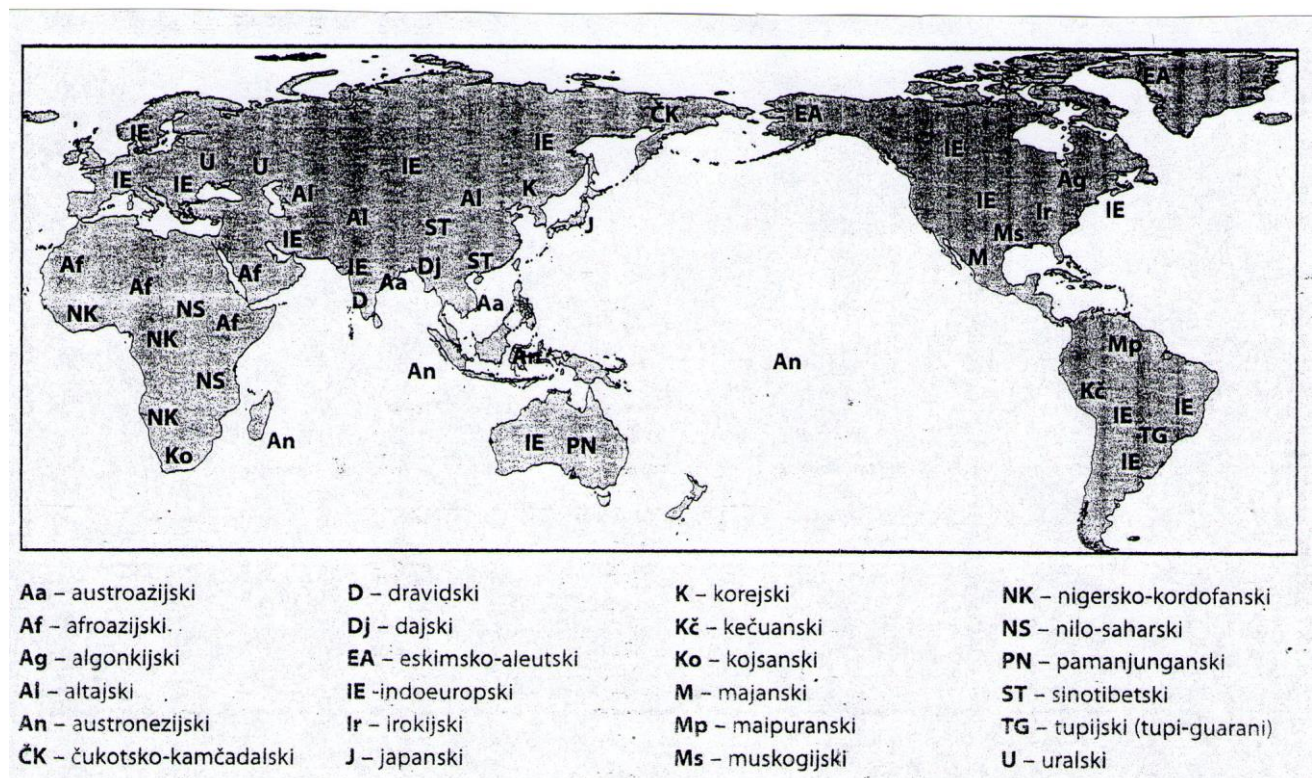 EA
ČK
EA
IE
IE
IE
U
U
IE
IE
IE
Al
Al
K
IE
Ag
IE
Ir
IE
Al
ST
J
Ms
IE
M
Af
Af
Af
IE
Dj
ST
D
Aa
Aa
NK
NS
Af
NK
An
An
An
Mp
NS
Kč
NK
IE
IE
Ko
An
IE
PN
TG
IE
Aa – austroazijski
Af – afroazijski.
Ag – algonkijski
Al – altajski
An – austronezijski
ČK – čukotsko-kamčadalski
D – dravidski
Dj – dajski
EA – eskimsko-aleutski
IE -indoeuropski
Ir – irokijski
J – japanski
K – korejski
Kč – kečuanski
Ko – kojsanski
M – majanski
Mp – maipuranski
Ms – muskogijski
NK – nigersko-kordofanski
NS – nilo-saharski
PN – pamanjunganski
ST – sinotibetski
TG – tupijski (tupi-guarani)
U – uralski